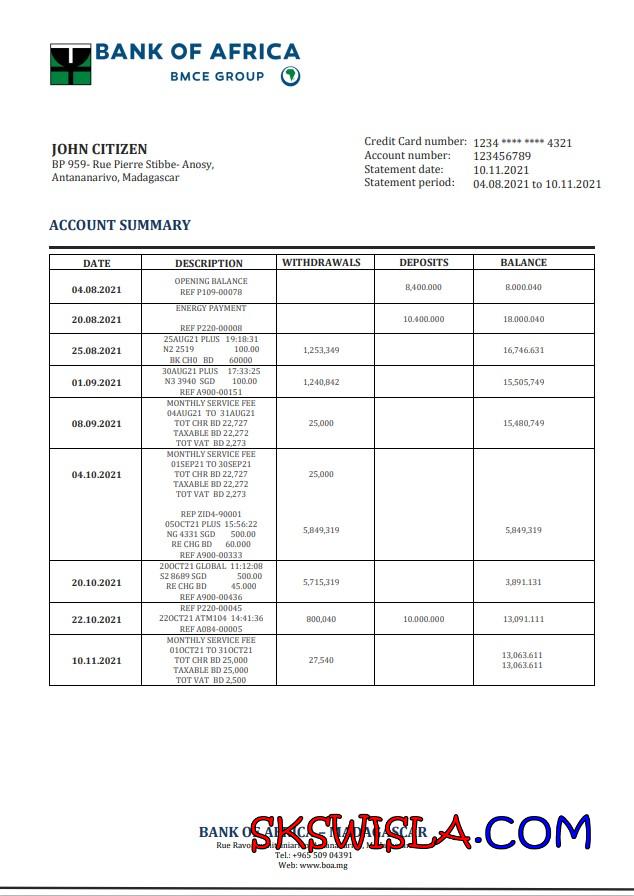 BANK OF AFRICA
BMCE GROUP
JOHN CITIZEN
BP 959- Rue Pierre Stibbe- Anosy,
Antananarivo, Madagascar
Credit Card number: 1234 **** **** 4321
Account number: 123456789
Statement date: 10.11.2021
Statement period: 04.08.2021 to 10.11.2021
ACCOUNT SUMMARY
DATE DESCRIPTION WITHDRAWALS DEPOSITS BALANCE
OPENING BALANCE
04.08.2021 8,400.000 8.000.040
REF P109-00078
ENERGY PAYMENT
20.08.2021 10.400.000 18.000.040
REF P220-00008
25AUG21 PLUS 19:18:31
25.08.2021 N2 2519 100.00 1,253,349 16,746.631
BK CH0 BD 60000
30AUG21 PLUS 17:33:25
01.09.2021 N3 3940 SGD 100.00 1,240,842 15,505,749
REF A900-00151
MONTHLY SERVICE FEE
04AUG21 TO 31AUG21
08.09.2021 TOT CHR BD 22,727 25,000 15,480,749
TAXABLE BD 22,272
TOT VAT BD 2,273
MONTHLY SERVICE FEE
01SEP21 TO 30SEP21
04.10.2021 TOT CHR BD 22,727 25,000
TAXABLE BD 22,272
TOT VAT BD 2,273
REP ZID4-90001
05OCT21 PLUS 15:56:22
NG 4331 SGD 500.00 5,849,319 5,849,319
RE CHG BD 60.000
REF A900-00333
20OCT21 GLOBAL 11:12:08
S2 8689 SGD 500.00
20.10.2021 RE CHG BD 45.000 5,715,319 3,891.131
REF A900-00436
REF P220-00045
22.10.2021 22OCT21 ATM104 14:41:36 800,040 10.000.000 13,091.111
REF A084-00005
MONTHLY SERVICE FEE
01OCT21 TO 31OCT21
10.11.2021 TOT CHR BD 25,000 27,540 13,063.611
TAXABLE BD 25,000 13,063.611
TOT VAT BD 2,500
BANK OF AFRICA – MADAGASCAR
SKSWISLA.COM
Rue
Tel.: +965 509 04391
Web: www.boa.mg